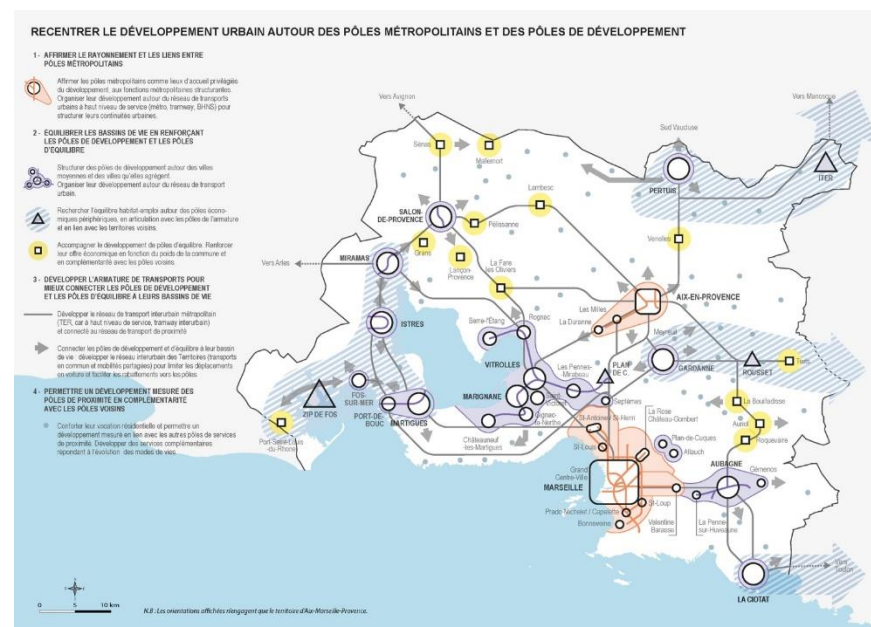 RECENTRER LE DÉVELOPPEMENT URBAIN AUTOUR DES PÔLES MÉTROPOLITAINS ET DES PÔLES DE DÉVELOPPEMENT
1 - AFFIRMER LE RAYONNEMENT ET LES LIENS ENTRE
PÔLES MÉTROPOLITAINS
Affirmer les pôles métropolitains comme lieux d'accueil privilégiés
du développement, aux fonctions métropolitaines structurantes.
Organiser leur développement autour du réseau de transports
urbains à haut niveau de service (métro, tramway, BHNS) pour
structurer leurs continuités urbaines.
2 - ÉQUILIBRER LES BASSINS DE VIE EN RENFORÇANT
LES PÔLES DE DÉVELOPPEMENT ET LES PÔLES
D'EQUILIBRE
Structurer des pôles de développement autour des villes
moyennes et des villes qu'elles agrègent.
Organiser leur développement autour du réseau de transport
urbain.
Rechercher l'équilibre habitat-emploi autour des pôles écono-
miques périphériques, en articulation avec les pôles de l'armature
et en lien avec les territoires voisins.
Accompagner le développement de pôles d'équilibre. Renforcer
leur offre économique en fonction du poids de la commune et
en complémentarité avec les pôles voisins.
3 - DÉVELOPPER L'ARMATURE DE TRANSPORTS POUR
MIEUX CONNECTER LES PÔLES DE DÉVELOPPEMENT
ET LES PÔLES D'EQUILIBRE À LEURS BASSINS DE VIE
Développer le réseau de transport interurbain métropolitain
(TER, car à haut niveau de service, tramway interurbain)
et connecté au réseau de transport de proximité
Connecter les pôles de développement et d'équilibre à leur bassin
de vie : développer le réseau interurbain des Territoires (transports
en commun et mobilités partagées) pour limiter les déplacements
en voiture et faciliter les rabattements vers les pôles
4 - PERMETTRE UN DÉVELOPPEMENT MESURE DES
PÔLES DE PROXIMITÉ EN COMPLÉMENTARITÉ
AVEC LES PÔLES VOISINS
Conforter leur vocation résidentielle et permettre un
développement mesuré en lien avec les autres pôles de services
de proximité. Développer des services complémentaires
répondant à l'évolution des modes de vies.
Vers Avignon
Vers Manosque
Sud Vaucluse
Sénas
Mallemort
ITER
PERTUIS
Lambesc
SALON-
DE-PROVENCE
Pélissanne
Venelles
Grans
MIRAMAS
Vers Arles
Lançon-
Provence
La Fare
les Oliviers
AIX-EN-PROVENCE
Les Milles
La Duranne
ISTRES
Berre-l'Étang
Rognac
Meyreuil
VITROLLES
Les Pennes-
Mirabeau
PLAN
DE C.
GARDANNE
ROUSSET
Trets
MARIGNANE
Saint-
Victoret
Septèmes
FOS-
SUR-MER
ZIP DE FOS
PORT-DE-
BOUC
MARTIGUES
Gignac-
la-Nerthe
Châteauneuf
-les-Martigues
Port-Saint-Louis
-du-Rhône
St-Antoine
St-Henri
La Rose
Château-Gombert
La Bouilladisse
Auriol
Roquevaire
St-Louis
Plan-de-Cuques
Allauch
Grand
Centre-Ville
MARSEILLE
AUBAGNE
Gémenos
St-Loup
Prado Michelet / Capelette
Bonneveine
Valentine
Barasse
La Penne-
sur-Huveaune
Vers
Toulon
LA CIOTAT
0 5 10 km
N.B : Les orientations affichées n'engagent que le territoire d'Aix-Marseille-Provence.